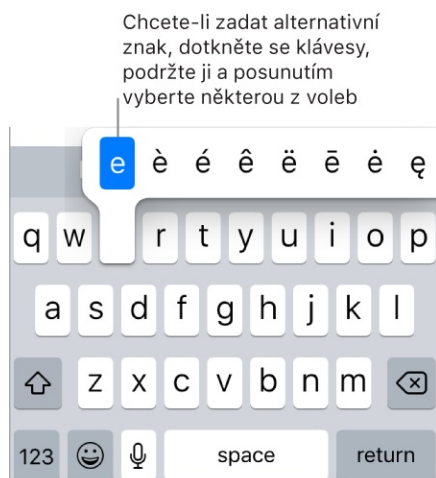 Chcete-li zadat alternativní
znak, dotkněte se klávesy,
podržte ji a posunutím
vyberte některou z voleb
e è é ê ë ē ė ę
q w r t y u i o p
a s d f g h j k l
z x c v b n m
123 space return